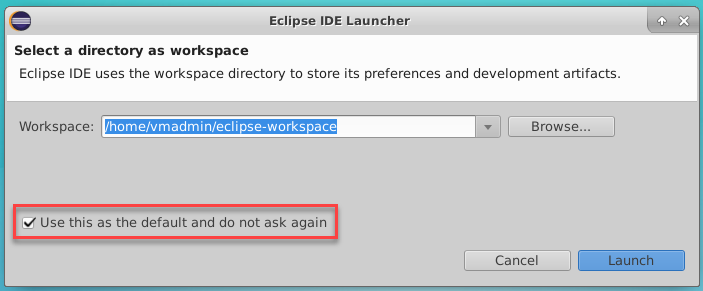 Eclipse IDE Launcher
Select a directory as workspace
Eclipse IDE uses the workspace directory to store its preferences and development artifacts.
Workspace: /home/vmadmin/eclipse-workspace Browse...
Use this as the default and do not ask again
Cancel Launch